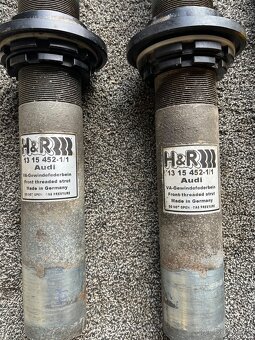 H&R
13 15 452-1/1
Audi
VA-Gewindefederbein
Front threaded strut
Made in Germany
H&R
13 15 452-1/1
Audi
VA-Gewindefederbein
Front threaded strut
Made in Germany